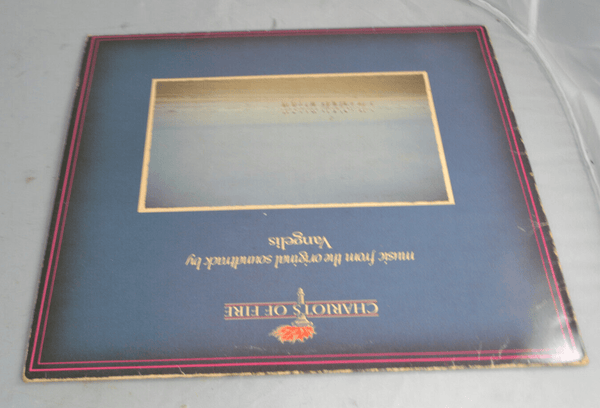 CHARIOTS OF FIRE
music from the original soundtrack by
Vangelis